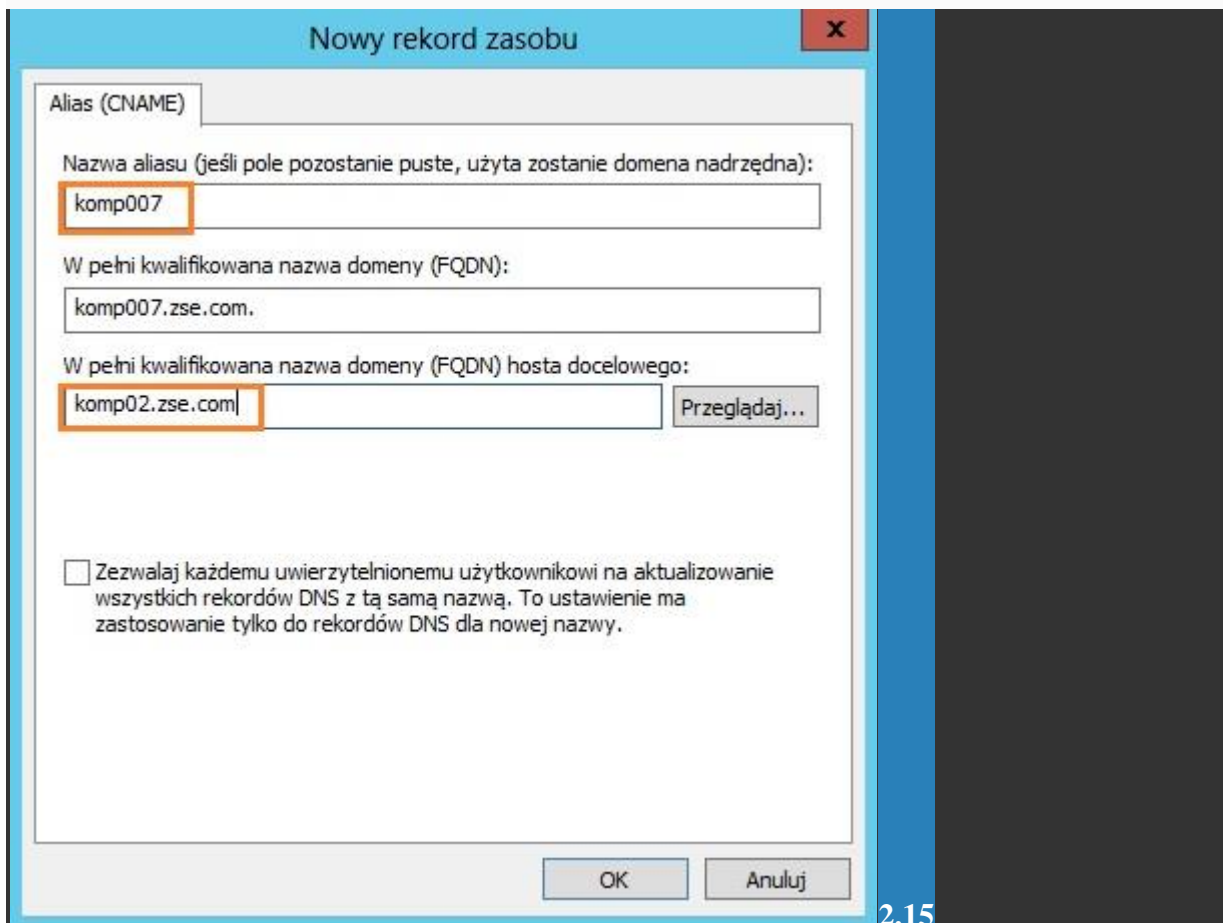 Nowy rekord zasobu
x
Alias (CNAME)
Nazwa aliasu (jeśli pole pozostanie puste, użyta zostanie domena nadrzędna):
komp007
W pełni kwalifikowana nazwa domeny (FQDN):
komp007.zse.com.
W pełni kwalifikowana nazwa domeny (FQDN) hosta docelowego:
komp02.zse.com
Przeglądaj...
Zezwalaj każdemu uwierzytelnionemu użytkownikowi na aktualizowanie
wszystkich rekordów DNS z tą samą nazwą. To ustawienie ma
zastosowanie tylko do rekordów DNS dla nowej nazwy.
OK Anuluj
2.15